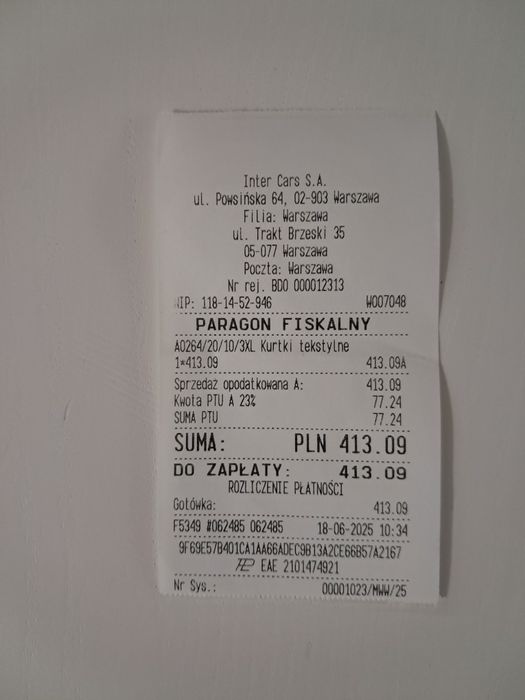 Inter Cars S.A.
ul. Powsińska 64, 02-903 Warszawa
Filia: Warszawa
ul. Trakt Brzeski 35
05-077 Warszawa
Poczta: Warszawa
Nr rej. BDO 000012313
NIP: 118-14-52-946 W007048
PARAGON FISKALNY
A0264/20/10/3XL Kurtki tekstylne
1*413.09 413.09A
Sprzedaż opodatkowana A: 413.09
Kwota PTU A 23% 77.24
SUMA PTU 77.24
SUMA: PLN 413.09
DO ZAPŁATY: 413.09
ROZLICZENIE PŁATNOŚCI
Gotówka: 413.09
F5349 #062485 062485 18-06-2025 10:34
9F69E57B401CA1AA66ADEC9B13A2CE66B57A2167
EAE 2101474921
Nr Sys.: 00001023/MWW/25